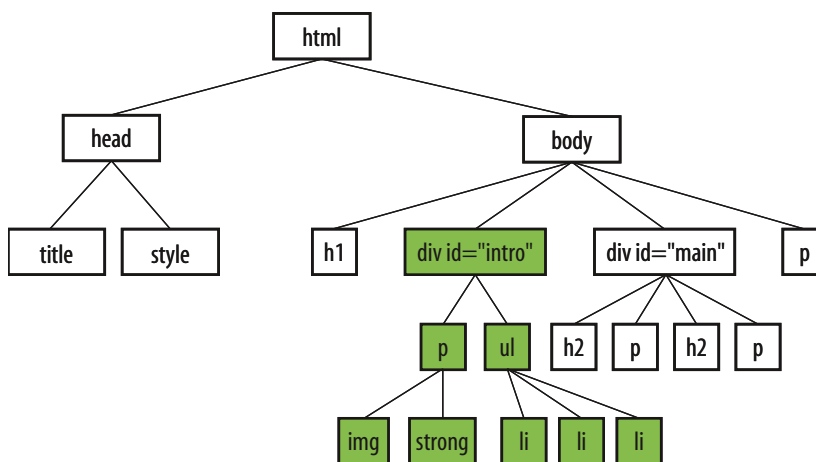 html
head
body
title
style
h1
div id="intro"
div id="main"
p
p
ul
h2
p
h2
p
img
strong
li
li
li